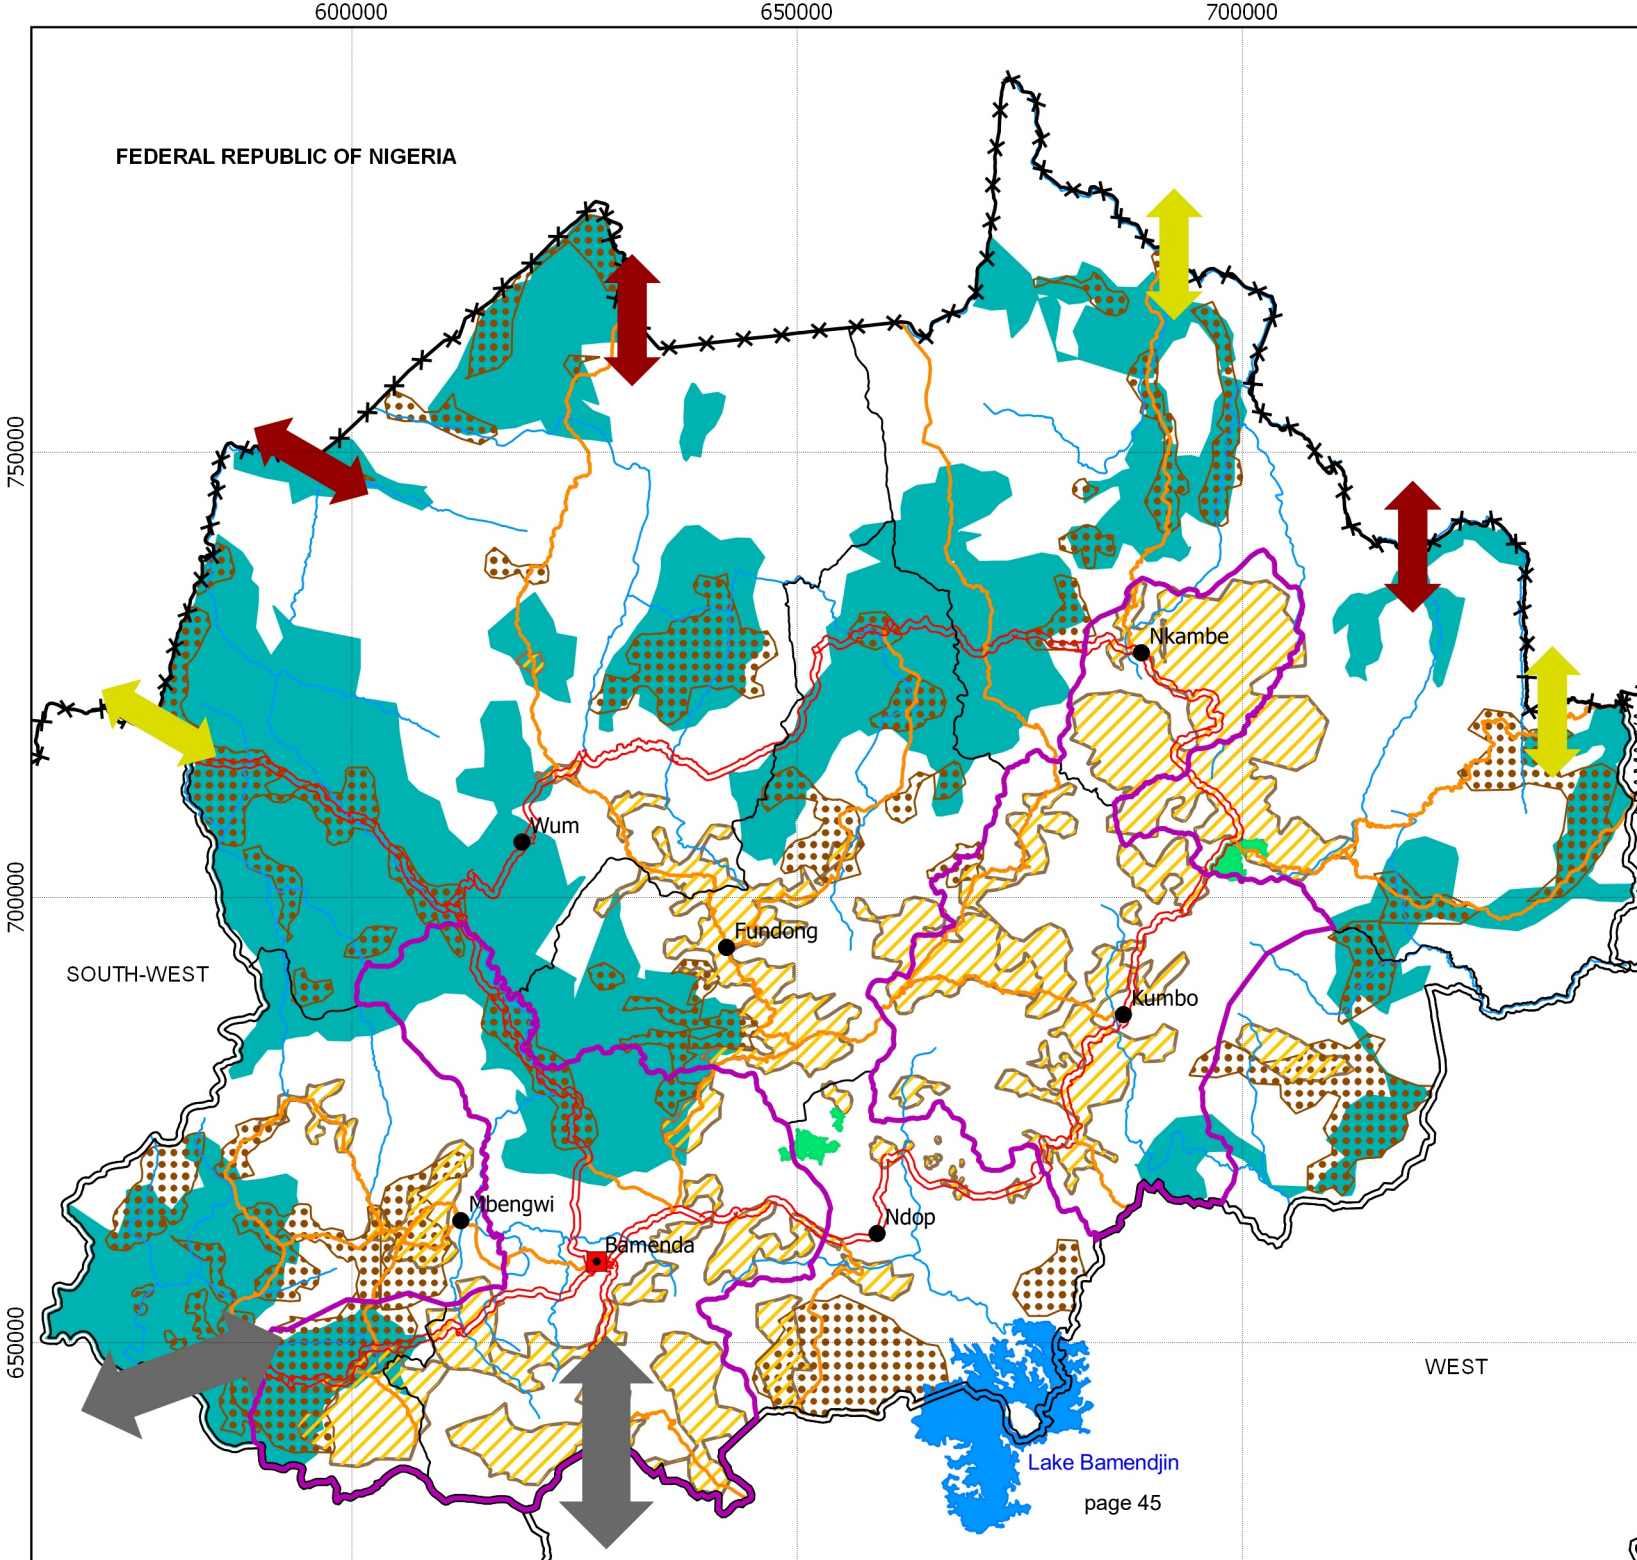 600000
650000
700000
FEDERAL REPUBLIC OF NIGERIA
750000
Nkambe
Wum
700000
Fundong
SOUTH-WEST
Kumbo
Mbengwi
Ndop
Bamenda
650000
WEST
Lake Bamendjin
page 45